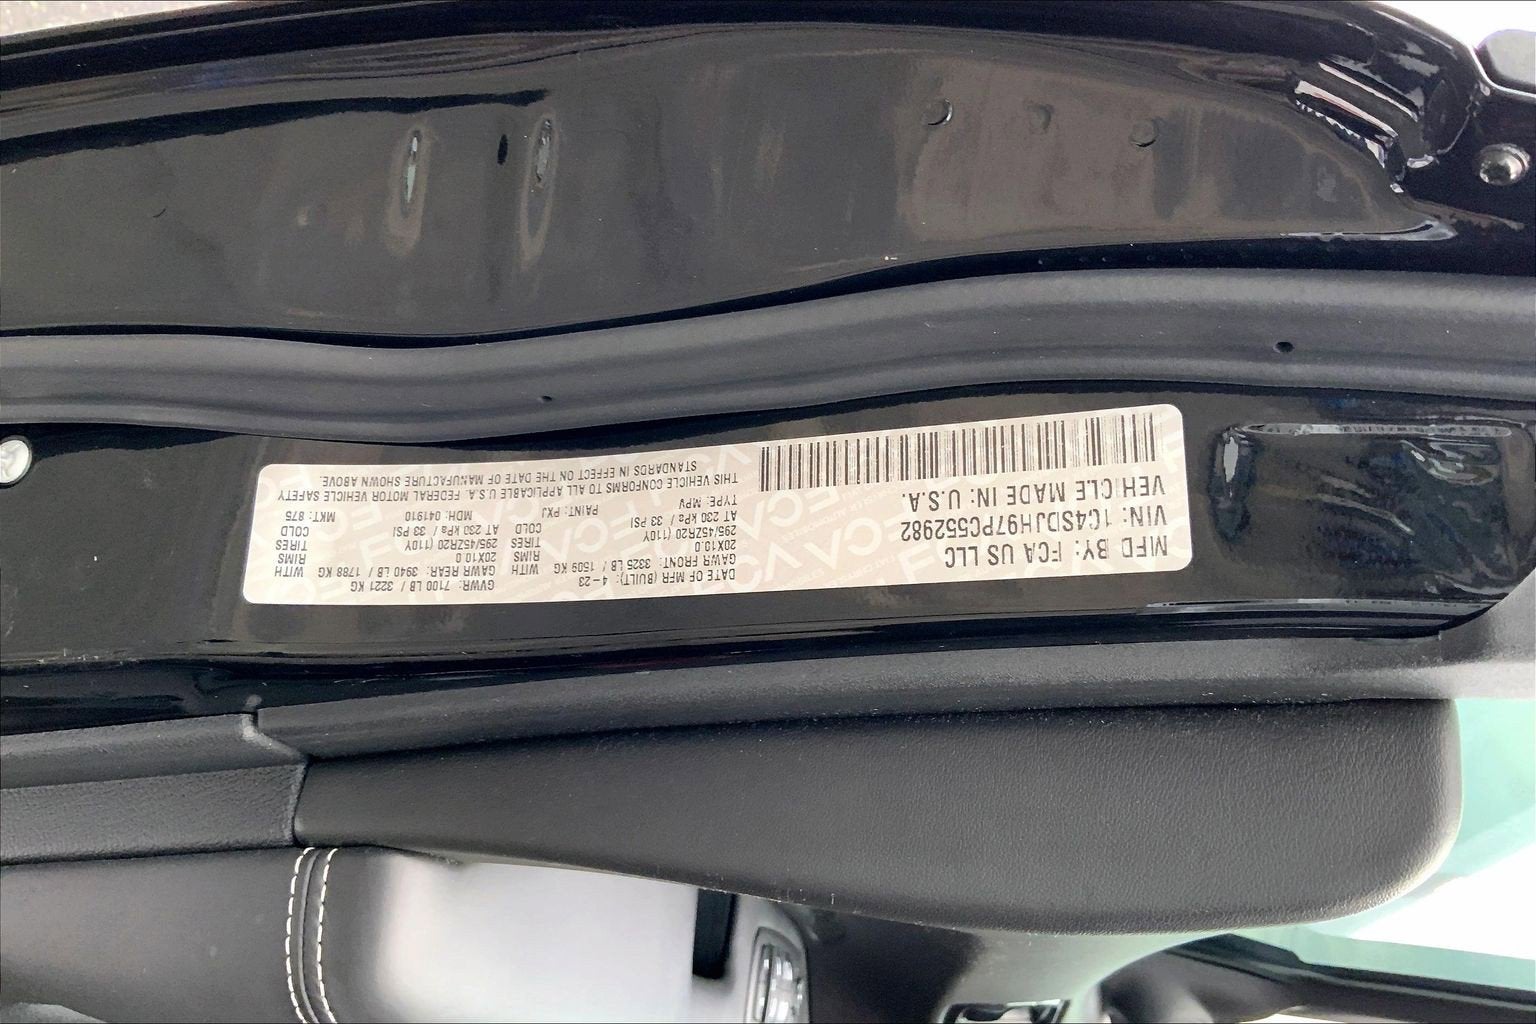 MFD BY: FCA US LLC
VIN: 1C4SDJH97PC552982
VEHICLE MADE IN: U.S.A.
DATE OF MFR (BUILT): 4-23
GVWR: 7100 LB / 3221 KG
GAWR FRONT: 3325 LB / 1509 KG WITH
GAWR REAR: 3940 LB / 1788 KG WITH
20X10.0 RIMS
20X10.0 RIMS
295/45ZR20 (110Y TIRES
295/45ZR20 (110Y TIRES
AT 230 kPa / 33 PSI COLD
AT 230 kPa / 33 PSI COLD
TYPE: MPV PAINT: PXJ MDH: 041910 MKT: 875
THIS VEHICLE CONFORMS TO ALL APPLICABLE U.S.A. FEDERAL MOTOR VEHICLE SAFETY
STANDARDS IN EFFECT ON THE DATE OF MANUFACTURE SHOWN ABOVE.